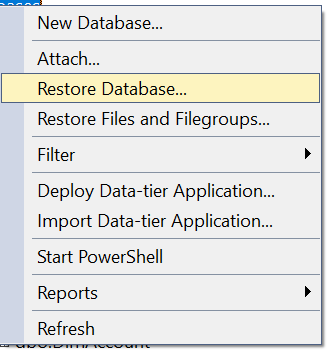 New Database...
Attach...
Restore Database...
Restore Files and Filegroups...
Filter
Deploy Data-tier Application...
Import Data-tier Application...
Start PowerShell
Reports
Refresh